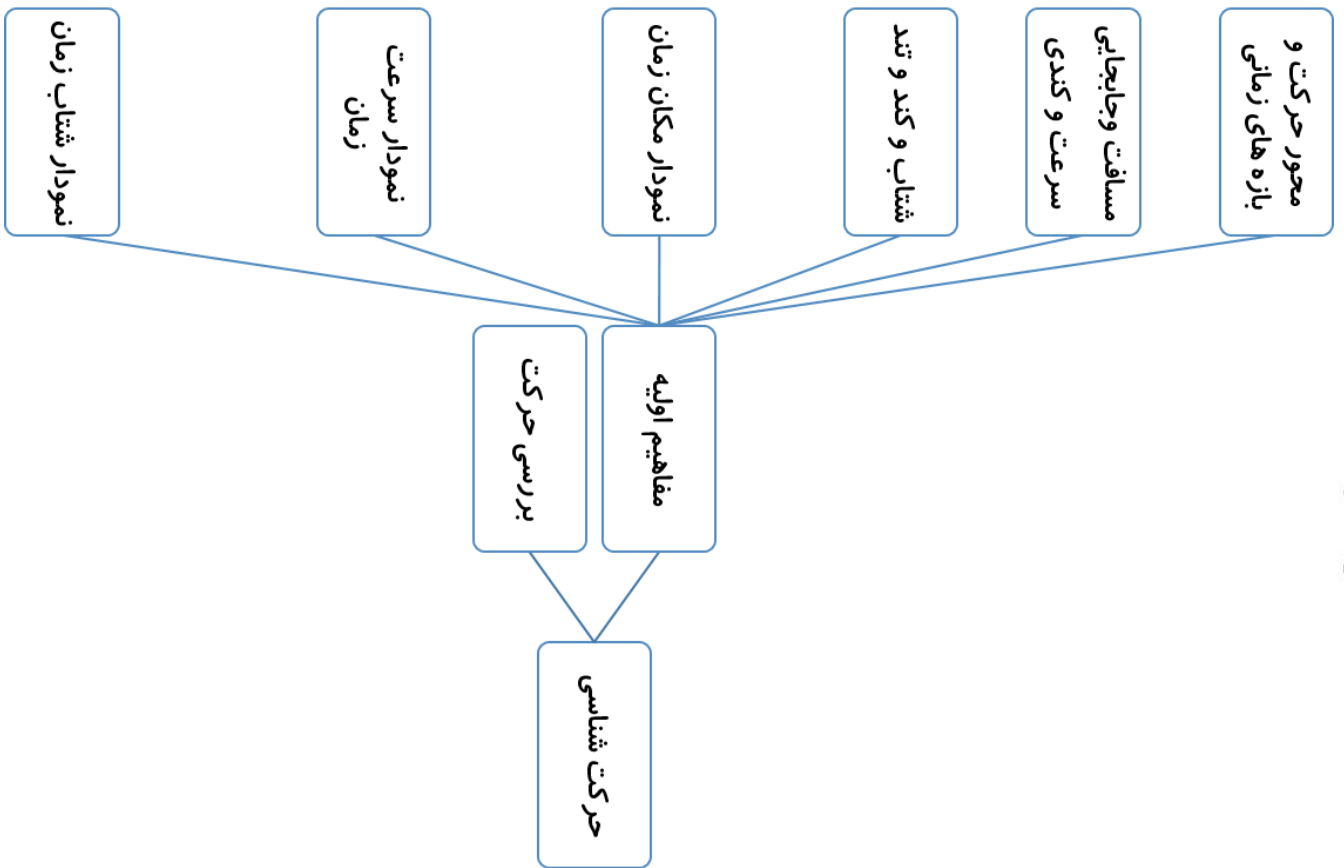 حرکت شناسی
مفاهیم اولیه
بررسی حرکت
محور حرکت و
بازه های زمانی
مسافت وجابجایی
سرعت و کندی
شتاب و کند و تند
نمودار مکان زمان
نمودار سرعت
زمان
نمودار شتاب زمان